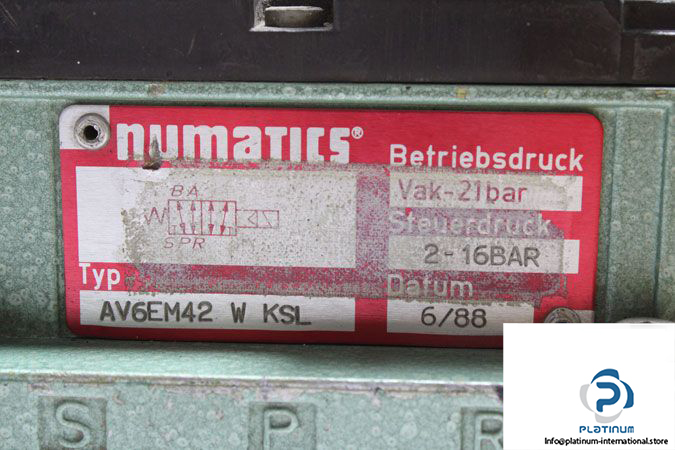 numatics®
Betriebsdruck
Vak-21bar
BA
W
SPR
Steuerdruck
2-16BAR
Typ
Datum
AV6EM42 W KSL
6/88
S P R
PLATINUM
Info@platinum-international.store